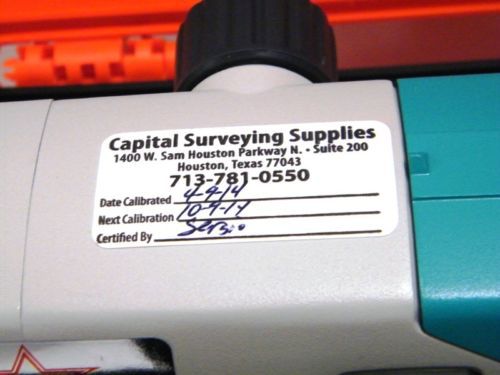 Capital Surveying Supplies
1400 W. Sam Houston Parkway N. • Suite 200
Houston, Texas 77043
713-781-0550
Date Calibrated 4-9-14
Next Calibration 10-9-14
Certified By